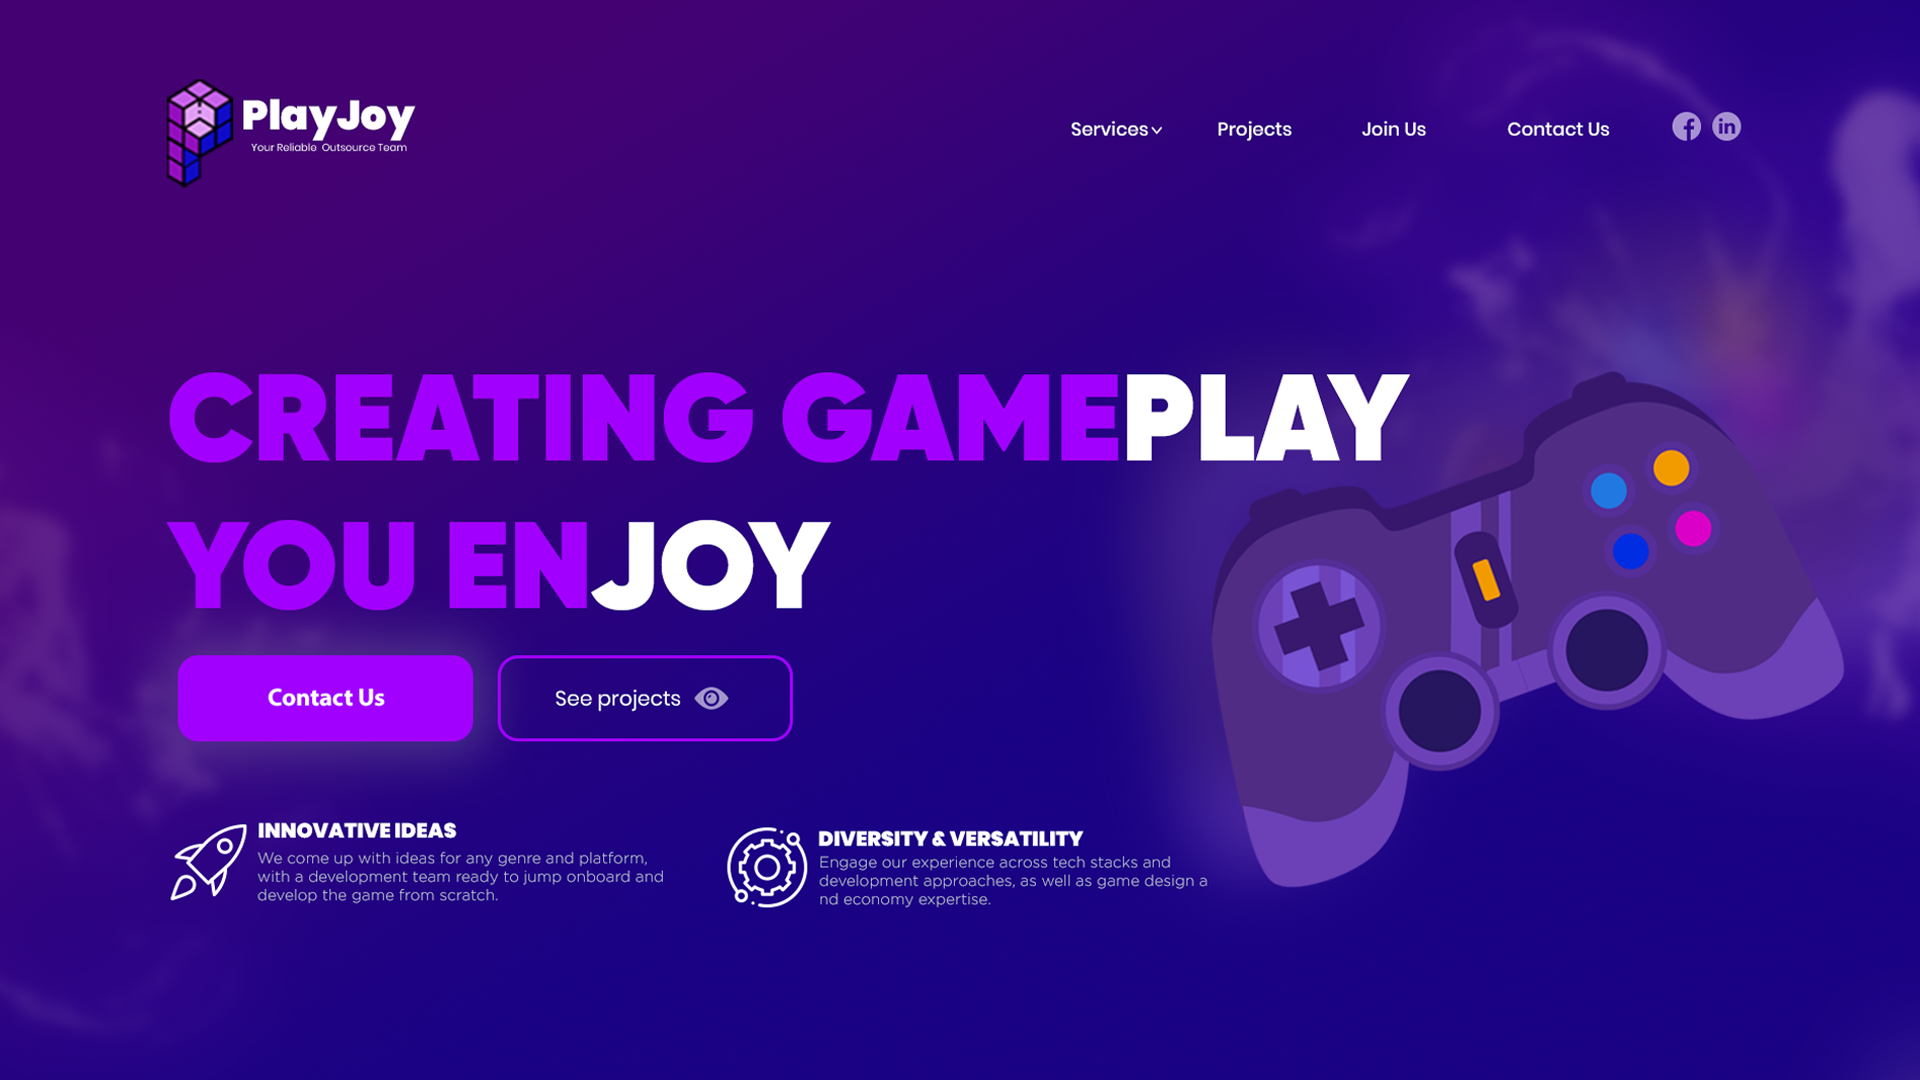 PlayJoy
Your Reliable Outsource Team
Services
Projects
Join Us
Contact Us
CREATING GAMEPLAY
YOU ENJOY
Contact Us
See projects
INNOVATIVE IDEAS
We come up with ideas for any genre and platform,
with a development team ready to jump onboard and
develop the game from scratch.
DIVERSITY & VERSATILITY
Engage our experience across tech stacks and
development approaches, as well as game design a
nd economy expertise.